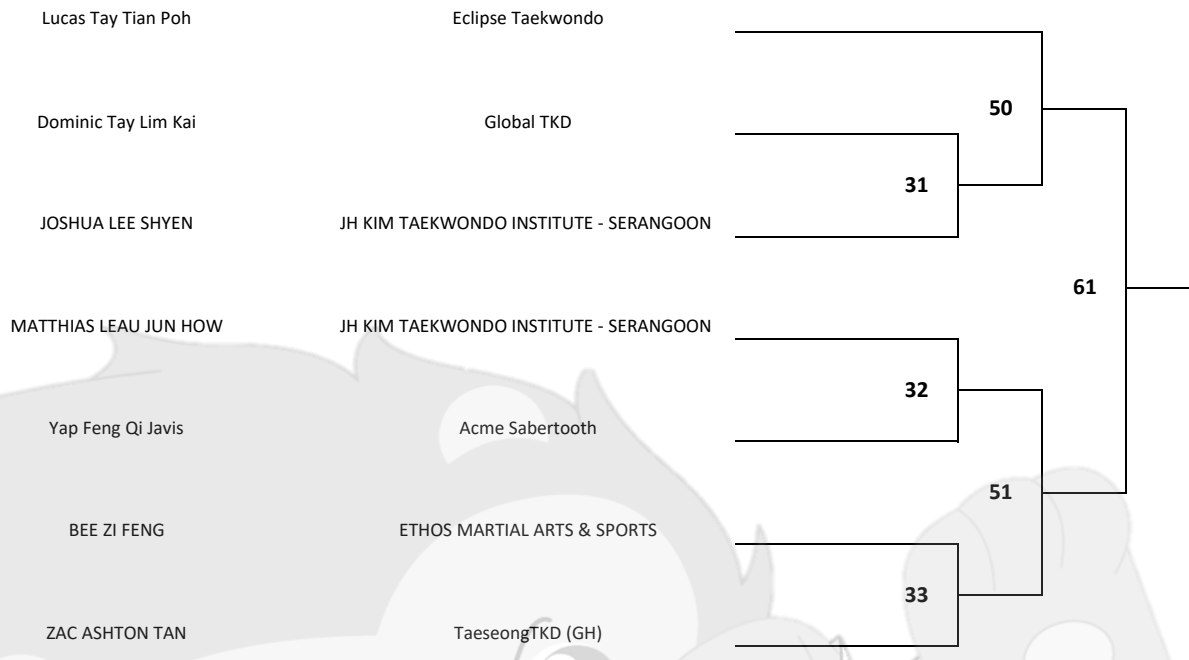 Lucas Tay Tian Poh Eclipse Taekwondo
50
Dominic Tay Lim Kai Global TKD
31
JOSHUA LEE SHYEN JH KIM TAEKWONDO INSTITUTE - SERANGOON
61
MATTHIAS LEAU JUN HOW JH KIM TAEKWONDO INSTITUTE - SERANGOON
32
Yap Feng Qi Javis Acme Sabertooth
51
BEE ZI FENG ETHOS MARTIAL ARTS & SPORTS
33
ZAC ASHTON TAN TaeseongTKD (GH)